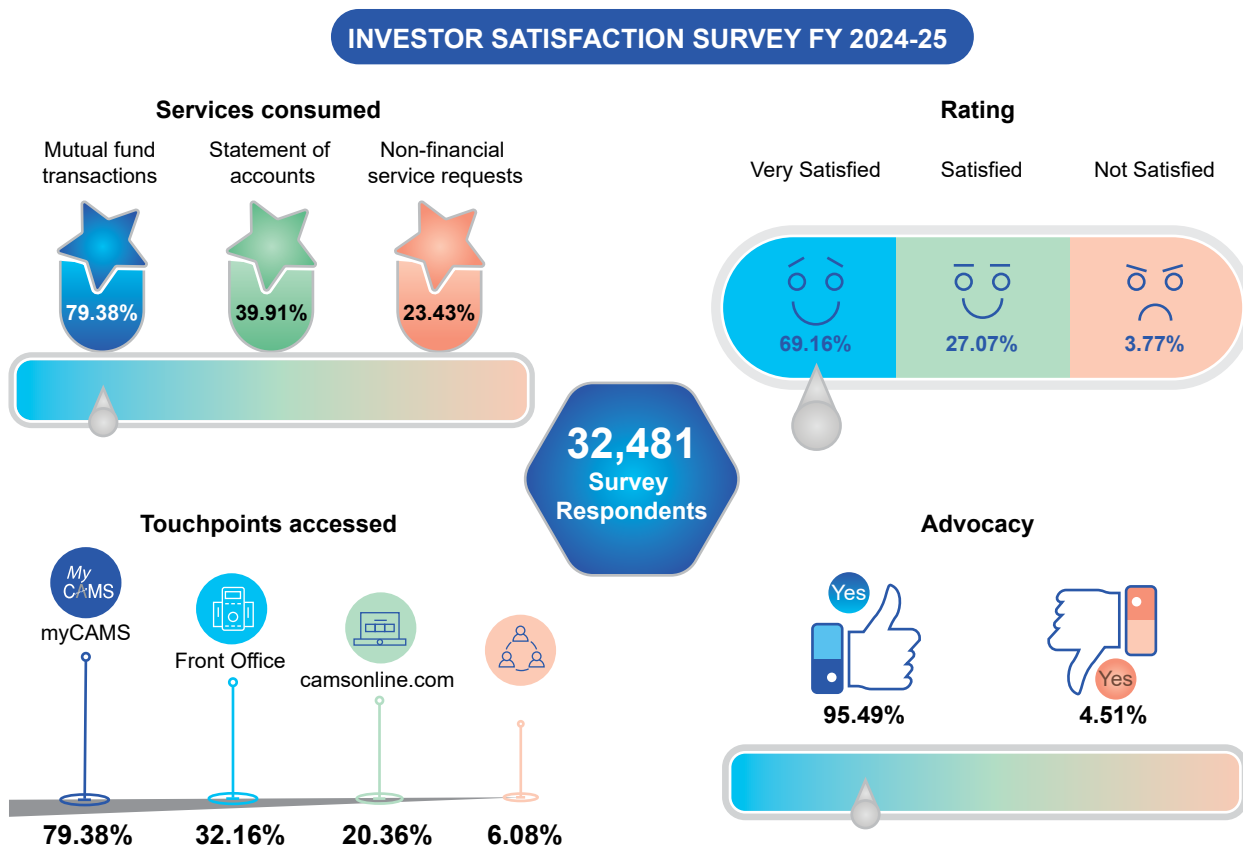 INVESTOR SATISFACTION SURVEY FY 2024-25
Services consumed
Mutual fund
transactions
Statement of
accounts
Non-financial
service requests
79.38%
39.91%
23.43%
Rating
Very Satisfied
Satisfied
Not Satisfied
69.16%
27.07%
3.77%
32,481
Survey
Respondents
Touchpoints accessed
My
CAMS
myCAMS
Front Office
camsonline.com
79.38%
32.16%
20.36%
6.08%
Advocacy
Yes
Yes
95.49%
4.51%